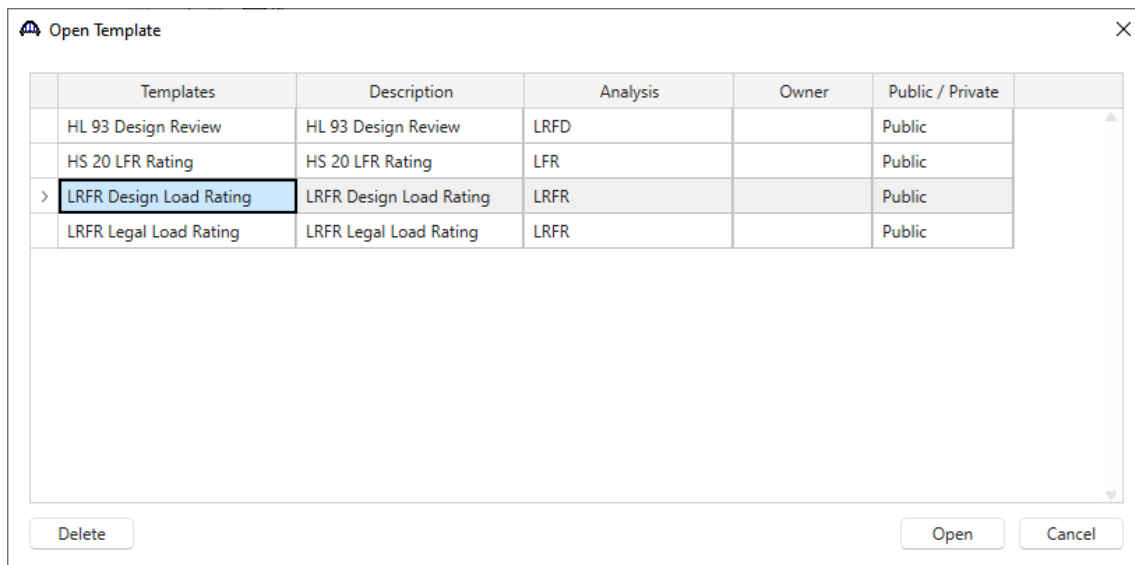 Open Template
Templates Description Analysis Owner Public / Private
HL 93 Design Review HL 93 Design Review LRFD Public
HS 20 LFR Rating HS 20 LFR Rating LFR Public
LRFR Design Load Rating LRFR Design Load Rating LRFR Public
LRFR Legal Load Rating LRFR Legal Load Rating LRFR Public
Delete Open Cancel